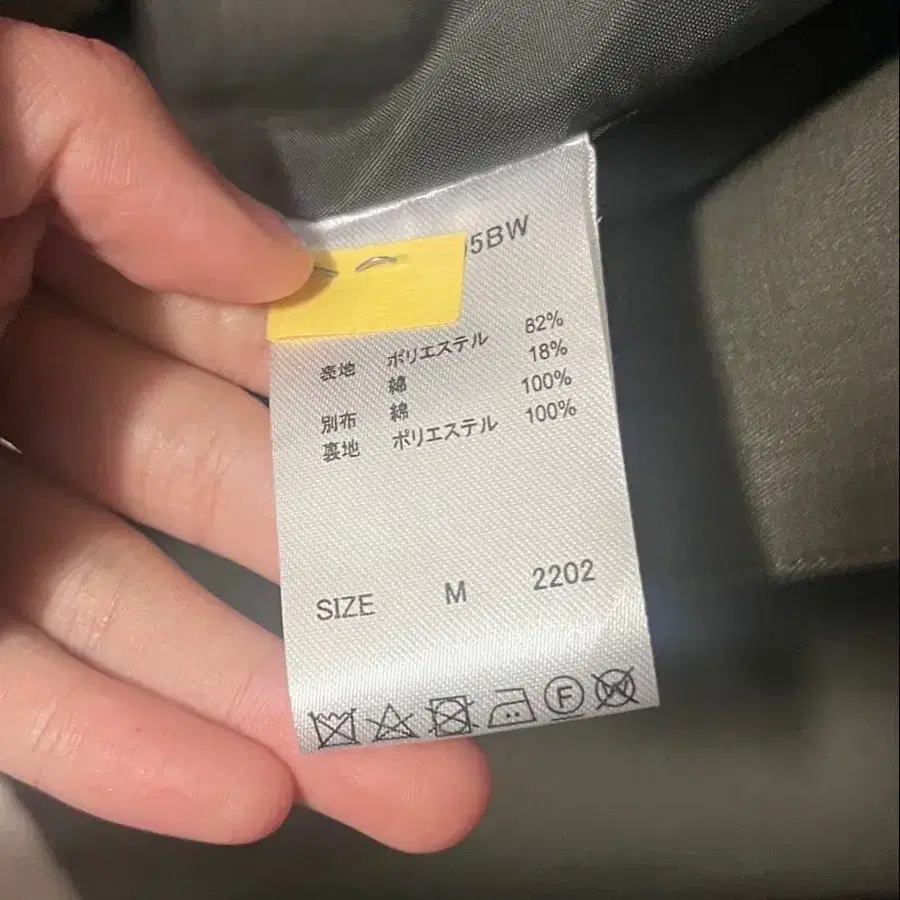 5BW
表地 ポリエステル 82%
綿 18%
別布 綿 100%
裏地 ポリエステル 100%
SIZE M 2202
F W